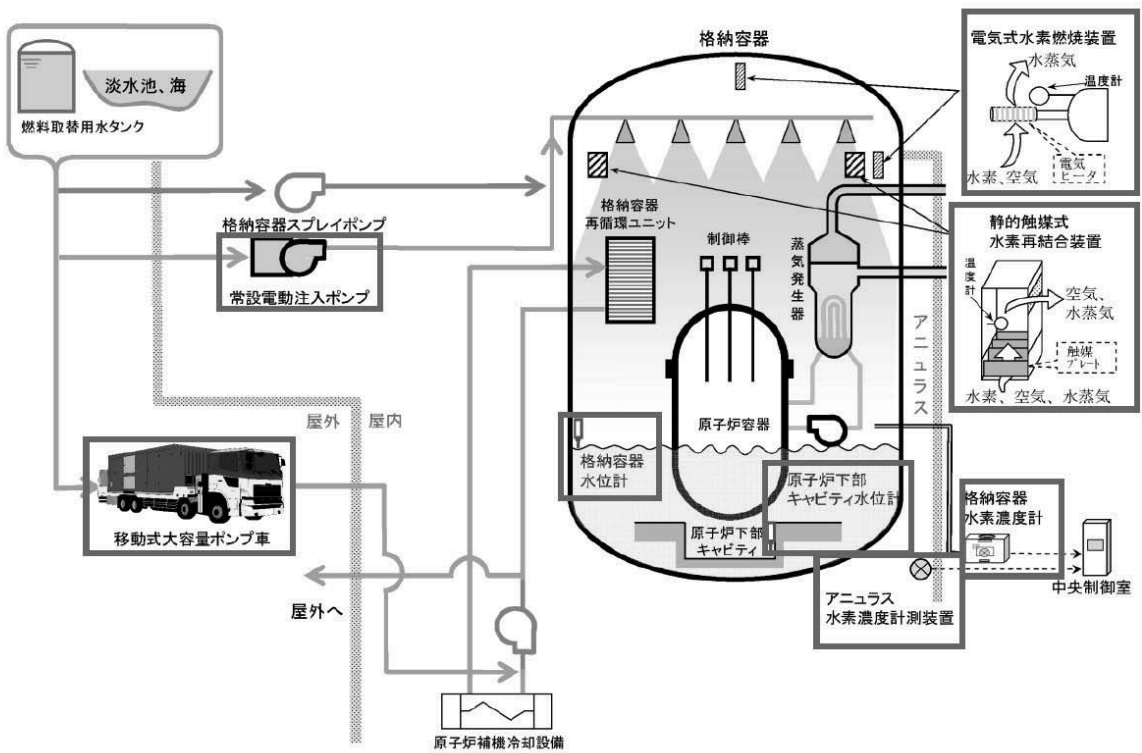 淡水池、海
燃料取替用水タンク
格納容器スプレイポンプ
常設電動注入ポンプ
屋外
屋内
移動式大容量ポンプ車
屋外へ
原子炉補機冷却設備
格納容器
格納容器
再循環ユニット
制御棒
蒸気発生器
原子炉容器
格納容器
水位計
原子炉下部
キャビティ水位計
原子炉下部
キャビティ
アニュラス
電気式水素燃焼装置
水蒸気
温度計
電気
ヒータ
水素、空気
静的触媒式
水素再結合装置
温度計
空気、
水蒸気
触媒
プレート
水素、空気、水蒸気
格納容器
水素濃度計
中央制御室
アニュラス
水素濃度計測装置